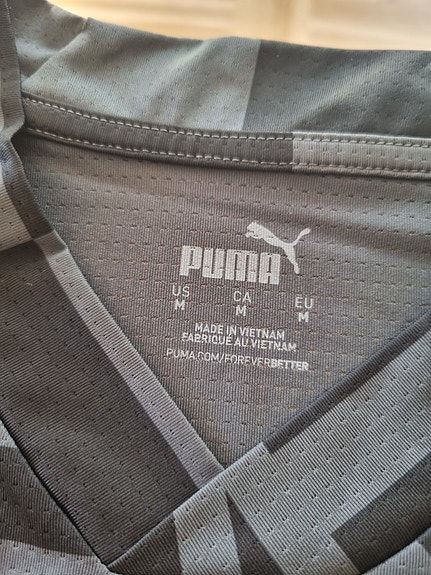 PUMA
US CA EU
M M M
MADE IN VIETNAM
FABRIQUÉ AU VIETNAM
PUMA.COM/FOREVERBETTER